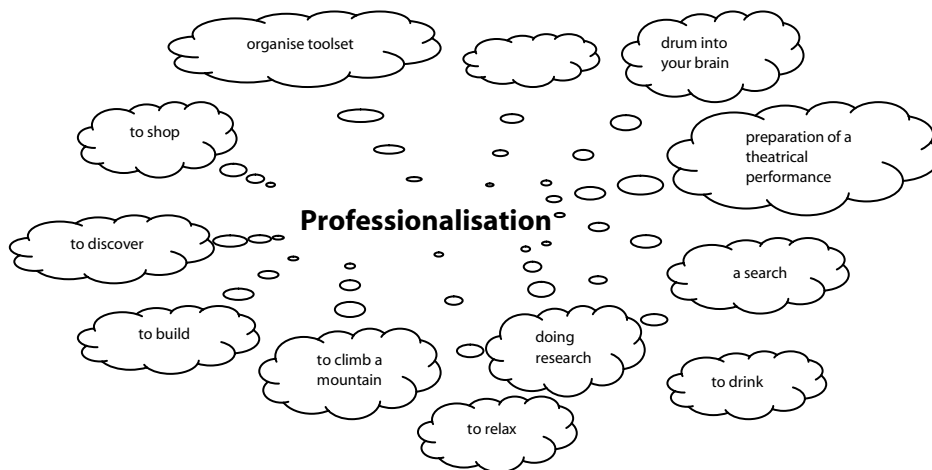 organise toolset
drum into
your brain
to shop
preparation of a
theatrical
performance
Professionalisation
to discover
a search
to build
to climb a
mountain
doing
research
to drink
to relax